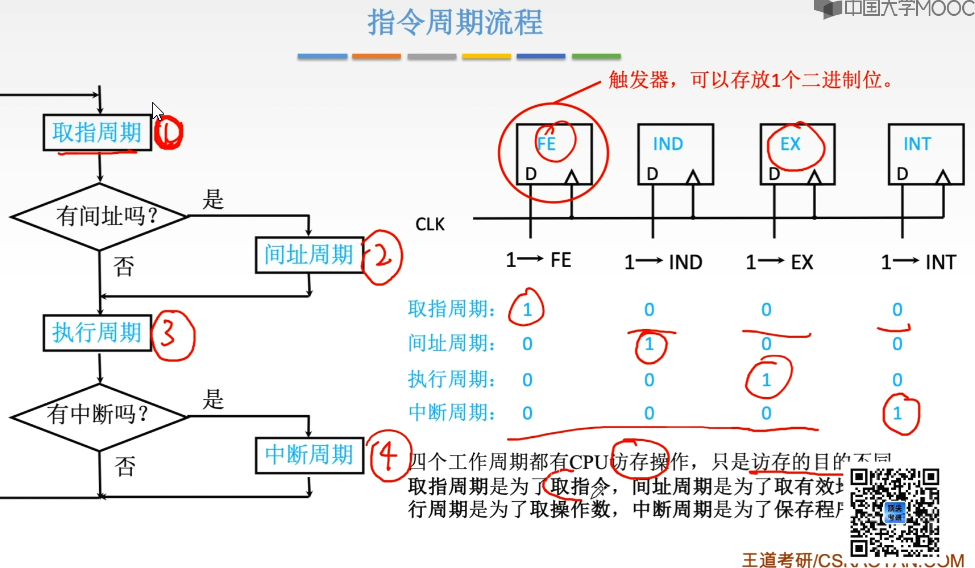 中国大学MOOC
指令周期流程
触发器，可以存放1个二进制位。
取指周期
1
有间址吗？
是
否
间址周期
2
执行周期
3
有中断吗？
是
否
中断周期
4
FE
IND
EX
INT
D
D
D
D
CLK
1→ FE
1→ IND
1→ EX
1→ INT
取指周期： 1 0 0 0
间址周期： 0 1 0 0
执行周期： 0 0 1 0
中断周期： 0 0 0 1
四个工作周期都有CPU访存操作，只是访存的目的不同
取指周期是为了取指令，间址周期是为了取有效
行周期是为了取操作数，中断周期是为了保存程
王道考研/CSKAOYAN.COM